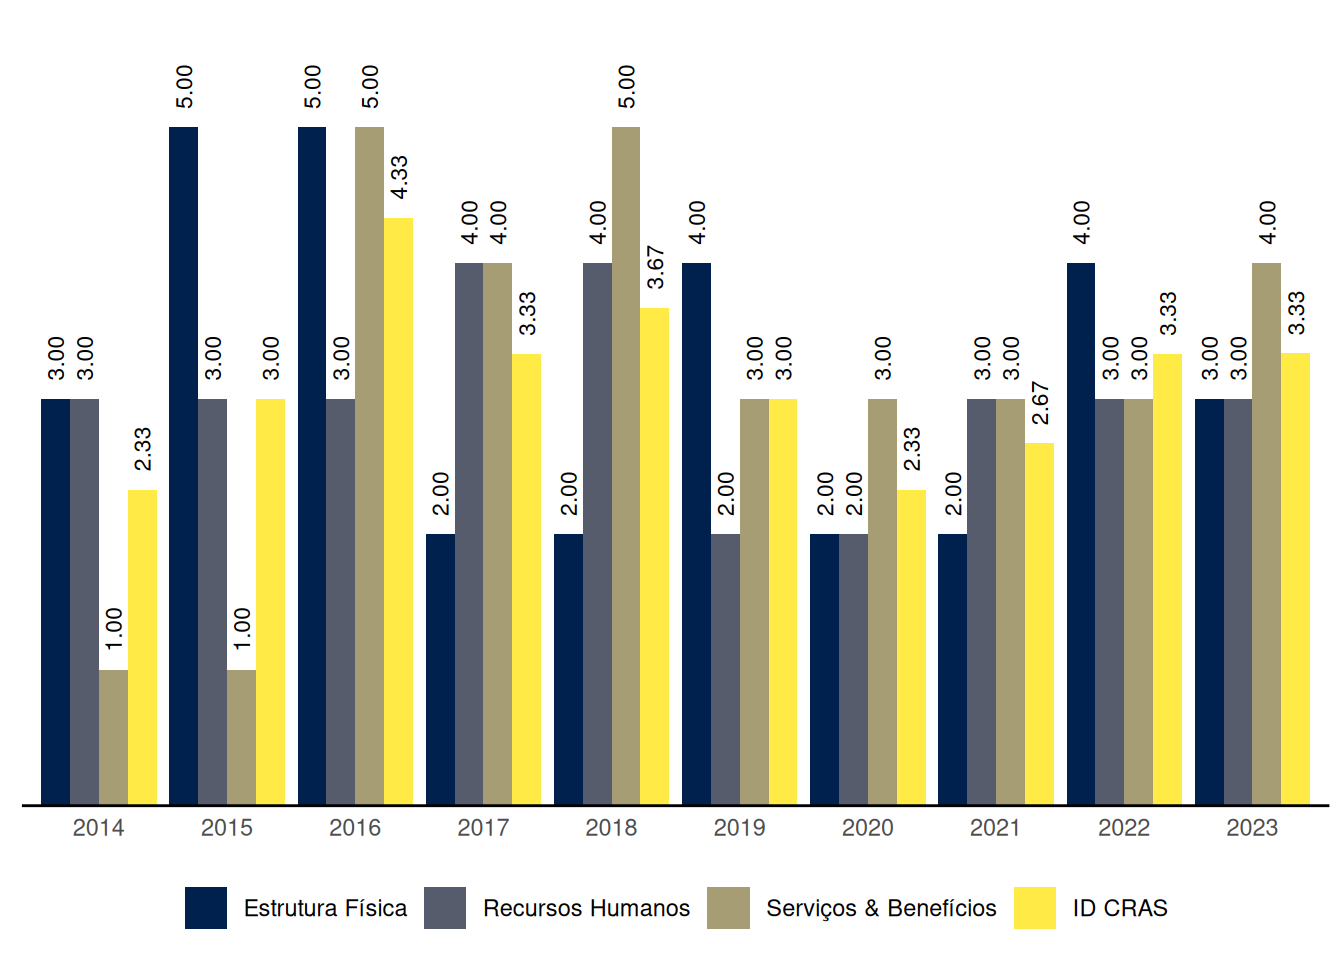 3.00 3.00 1.00 2.33
5.00 3.00 1.00 3.00
5.00 3.00 5.00 4.33
2.00 4.00 4.00 3.33
2.00 4.00 5.00 3.67
4.00 2.00 3.00 3.00
2.00 2.00 3.00 2.33
2.00 3.00 3.00 2.67
4.00 3.00 3.00 3.33
3.00 3.00 4.00 3.33
2014 2015 2016 2017 2018 2019 2020 2021 2022 2023
Estrutura Física Recursos Humanos Serviços & Benefícios ID CRAS